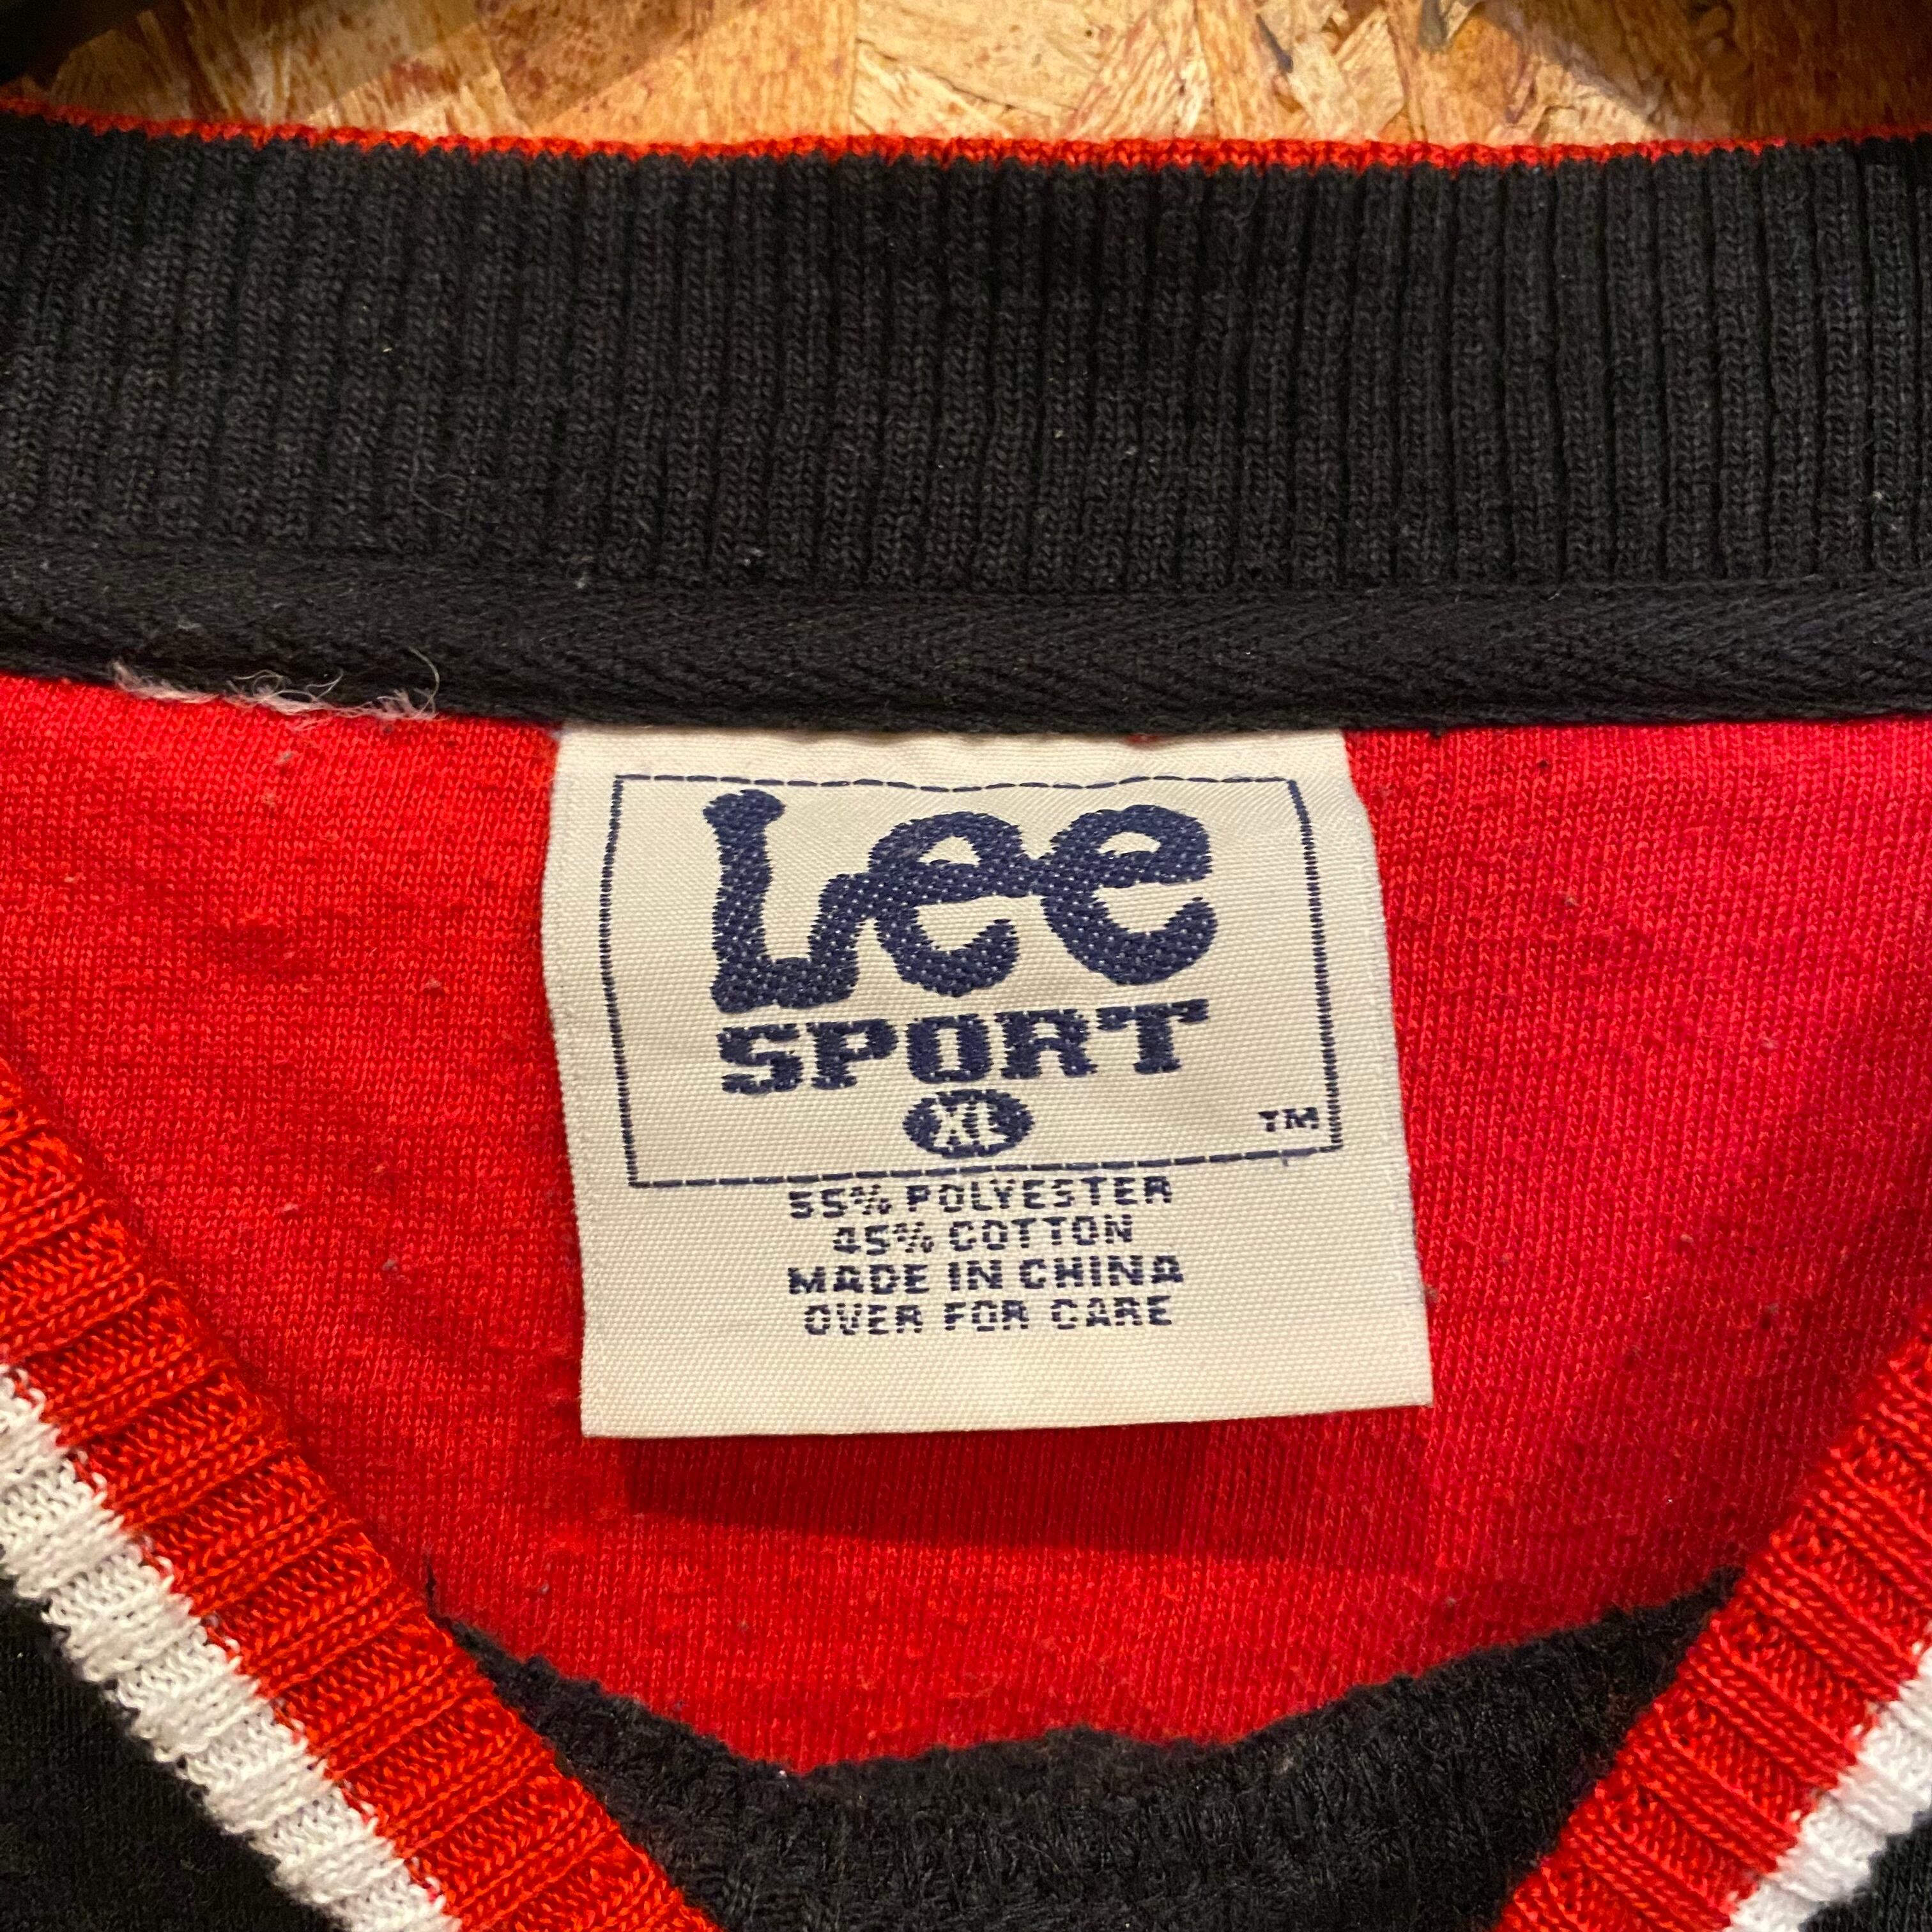 Lee
SPORT
XL
TM
55% POLYESTER
45% COTTON
MADE IN CHINA
OVER FOR CARE